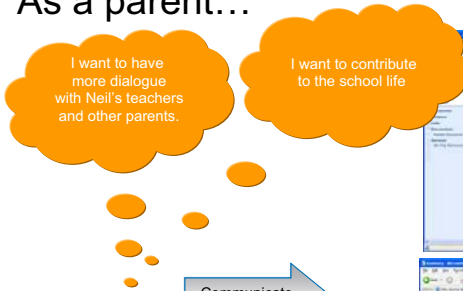 As a parent…
I want to have
more dialogue
with Neil's teachers
and other parents.
I want to contribute
to the school life
Communicate